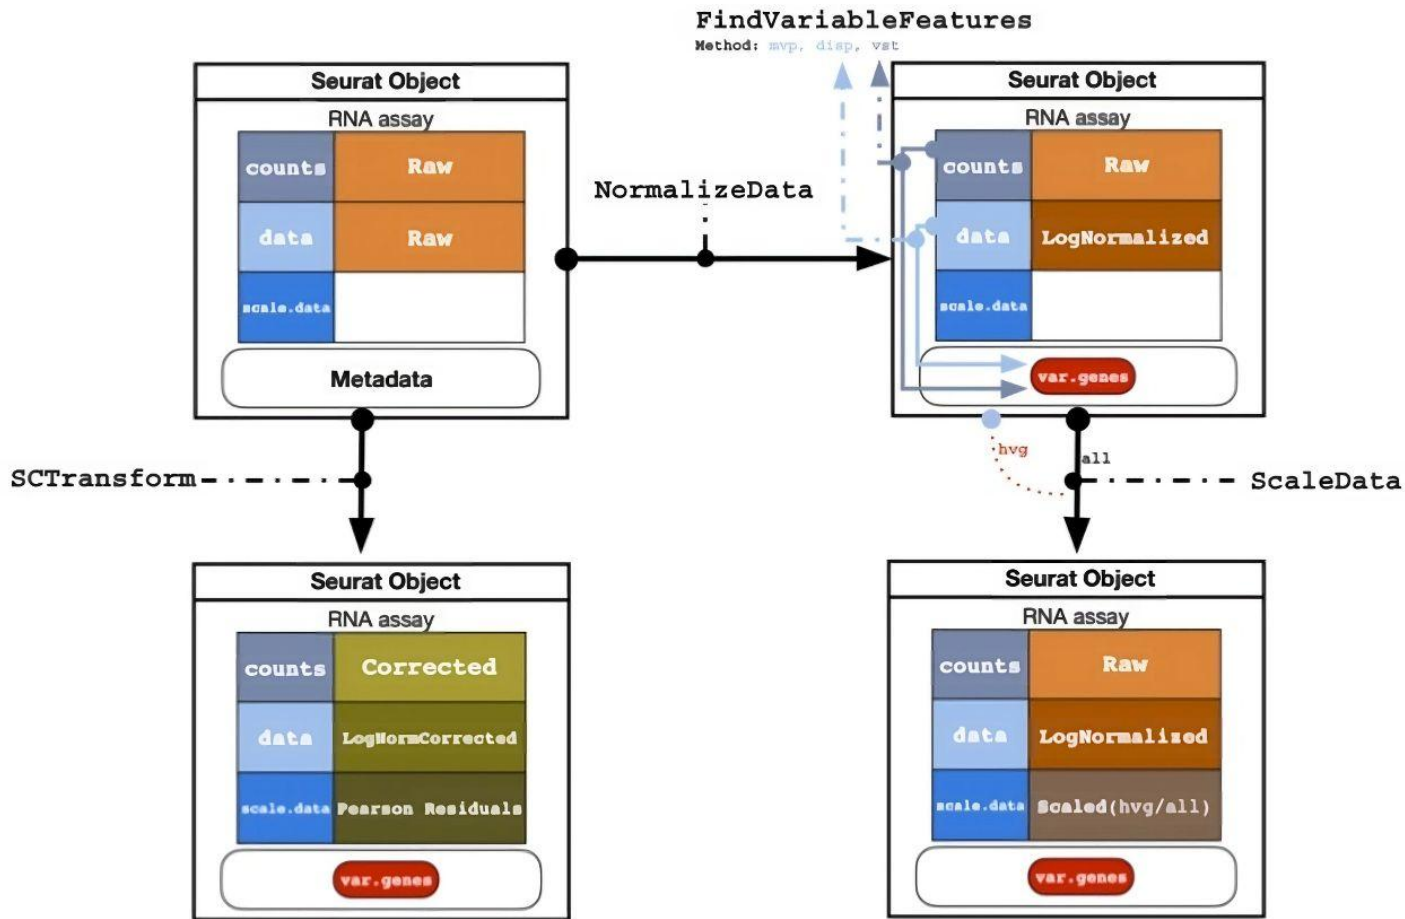 FindVariableFeatures
Method: mvp, disp, vst
Seurat Object
RNA assay
counts Raw
data Raw
scale.data
Metadata
NormalizeData
Seurat Object
RNA assay
counts Raw
data LogNormalized
scale.data
var.genes
SCTransform
hvg
all
ScaleData
Seurat Object
RNA assay
counts Corrected
data LogNormCorrected
scale.data Pearson Residuals
var.genes
Seurat Object
RNA assay
counts Raw
data LogNormalized
scale.data Scaled(hvg/all)
var.genes